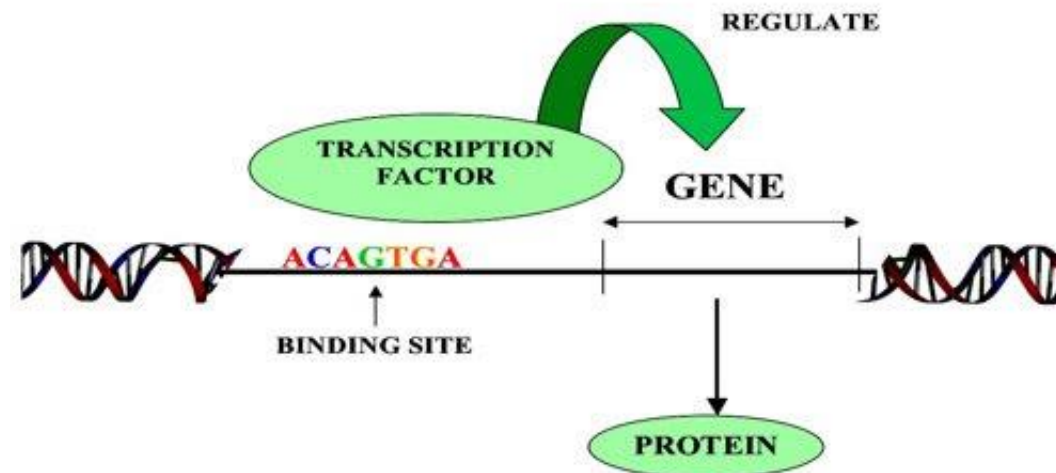 REGULATE
TRANSCRIPTION
FACTOR
GENE
ACAGTGA
BINDING SITE
PROTEIN